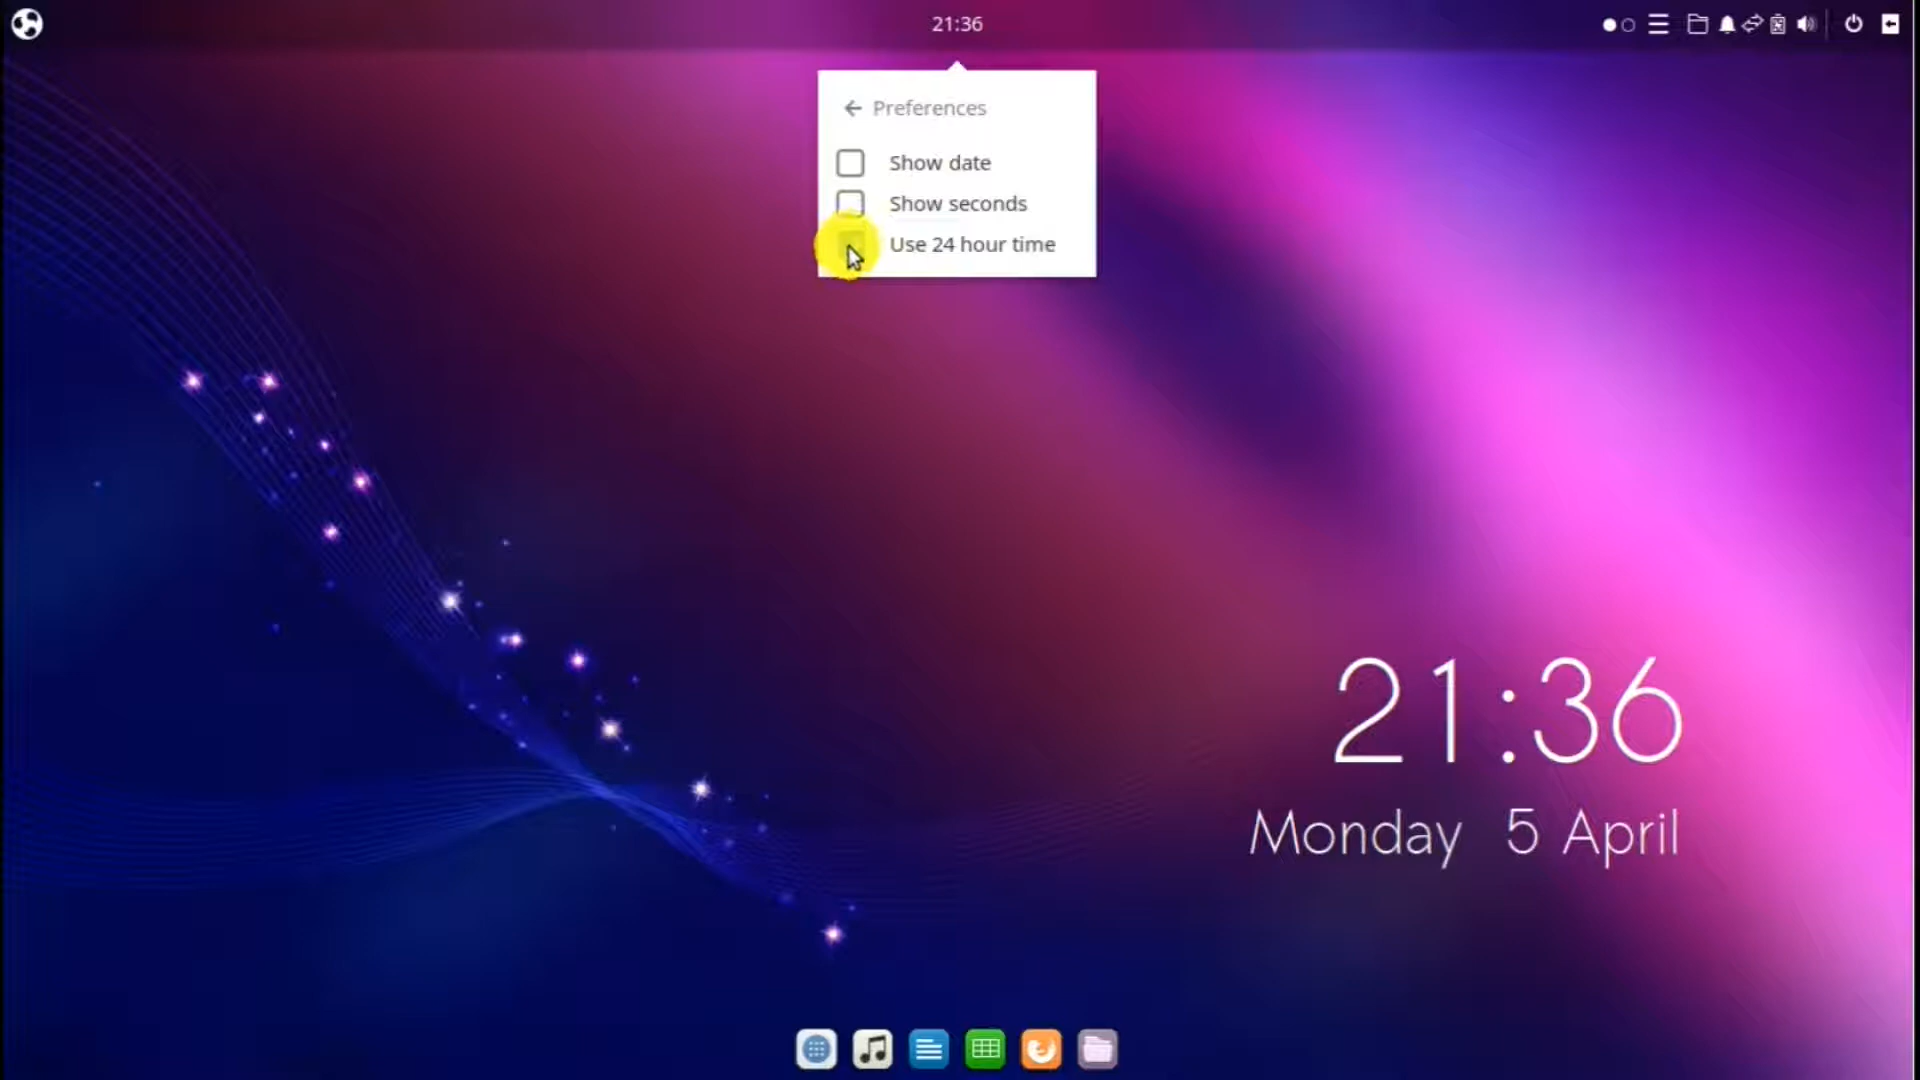 21:36
Preferences
Show date
Show seconds
Use 24 hour time
21:36
Monday 5 April